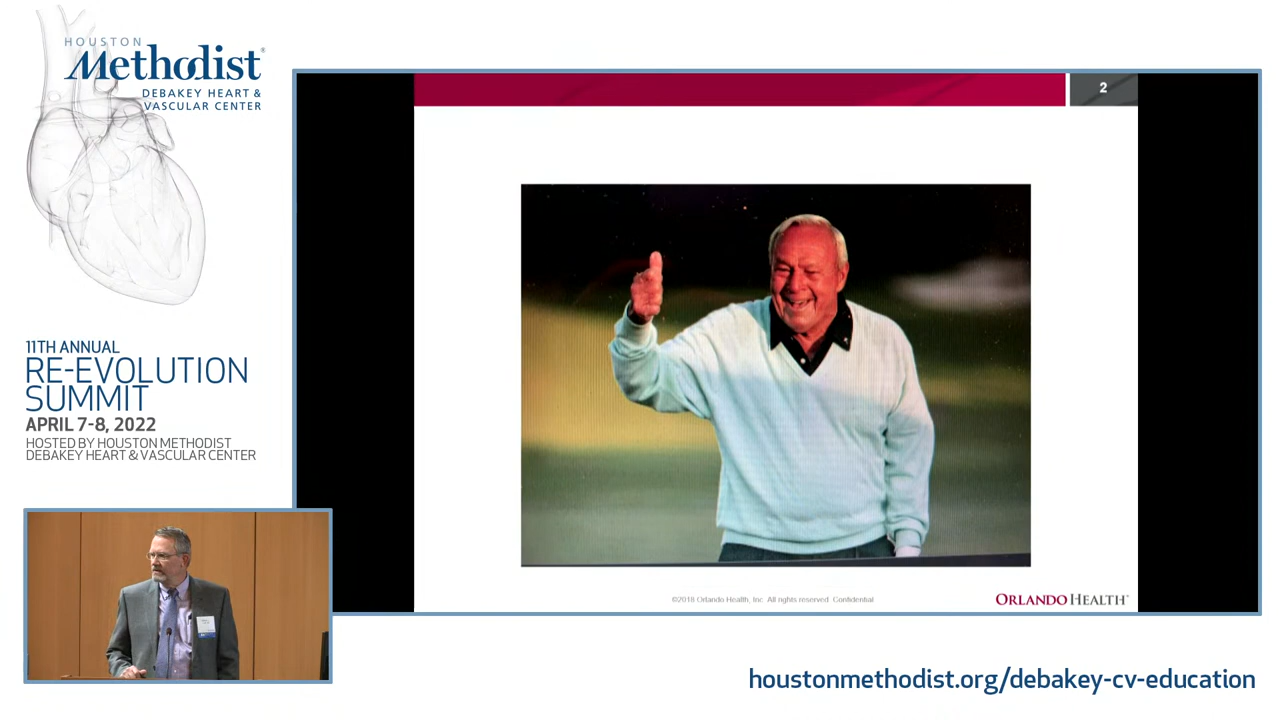 HOUSTON
Methodist®
DEBAKEY HEART &
VASCULAR CENTER
2
11TH ANNUAL
RE-EVOLUTION
SUMMIT
APRIL 7-8, 2022
HOSTED BY HOUSTON METHODIST
DEBAKEY HEART & VASCULAR CENTER
©2018 Orlando Health, Inc. All rights reserved. Confidential
ORLANDO HEALTH®
houstonmethodist.org/debakey-cv-education